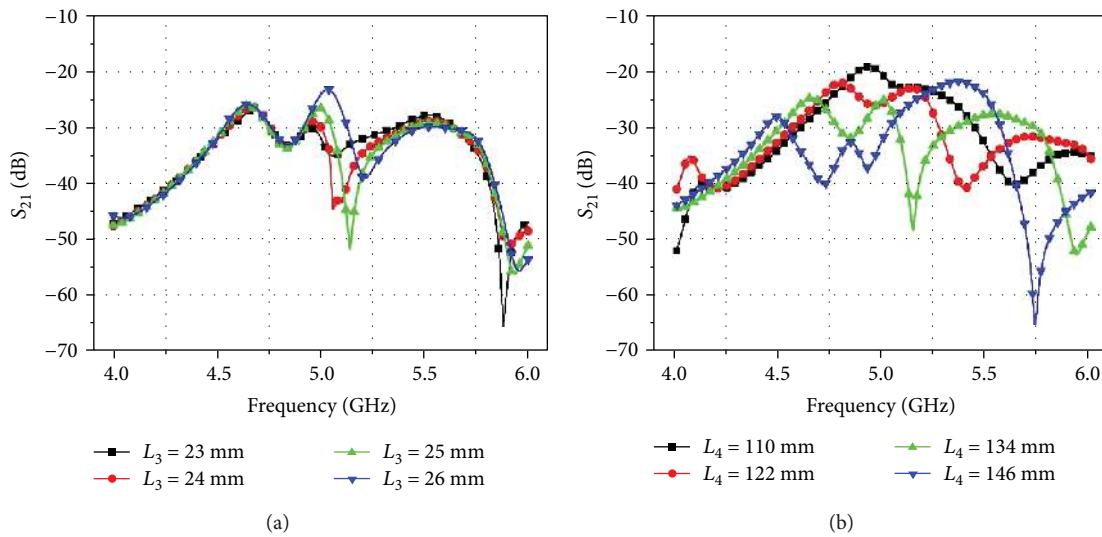 −10
−20
−30
−40
−50
−60
−70
S21 (dB)
4.0 4.5 5.0 5.5 6.0
Frequency (GHz)
L3 = 23 mm L3 = 25 mm
L3 = 24 mm L3 = 26 mm
(a)
−10
−20
−30
−40
−50
−60
−70
S21 (dB)
4.0 4.5 5.0 5.5 6.0
Frequency (GHz)
L4 = 110 mm L4 = 134 mm
L4 = 122 mm L4 = 146 mm
(b)